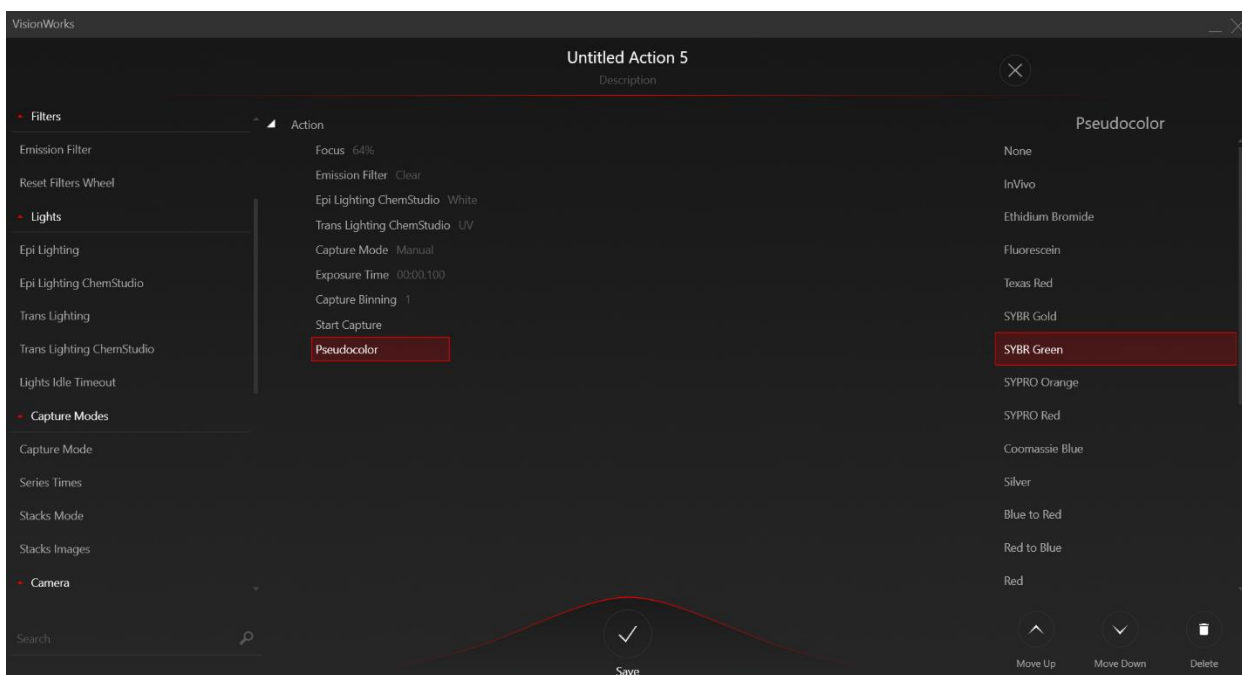 VisionWorks
Untitled Action 5
Description
Filters
Emission Filter
Reset Filters Wheel
Lights
Epi Lighting
Epi Lighting ChemStudio
Trans Lighting
Trans Lighting ChemStudio
Lights Idle Timeout
Capture Modes
Capture Mode
Series Times
Stacks Mode
Stacks Images
Camera
Search
Action
Focus 64%
Emission Filter Clear
Epi Lighting ChemStudio White
Trans Lighting ChemStudio UV
Capture Mode Manual
Exposure Time 00:00.100
Capture Binning 1
Start Capture
Pseudocolor
Save
Pseudocolor
None
InVivo
Ethidium Bromide
Fluorescein
Texas Red
SYBR Gold
SYBR Green
SYPRO Orange
SYPRO Red
Coomassie Blue
Silver
Blue to Red
Red to Blue
Red
Move Up
Move Down
Delete